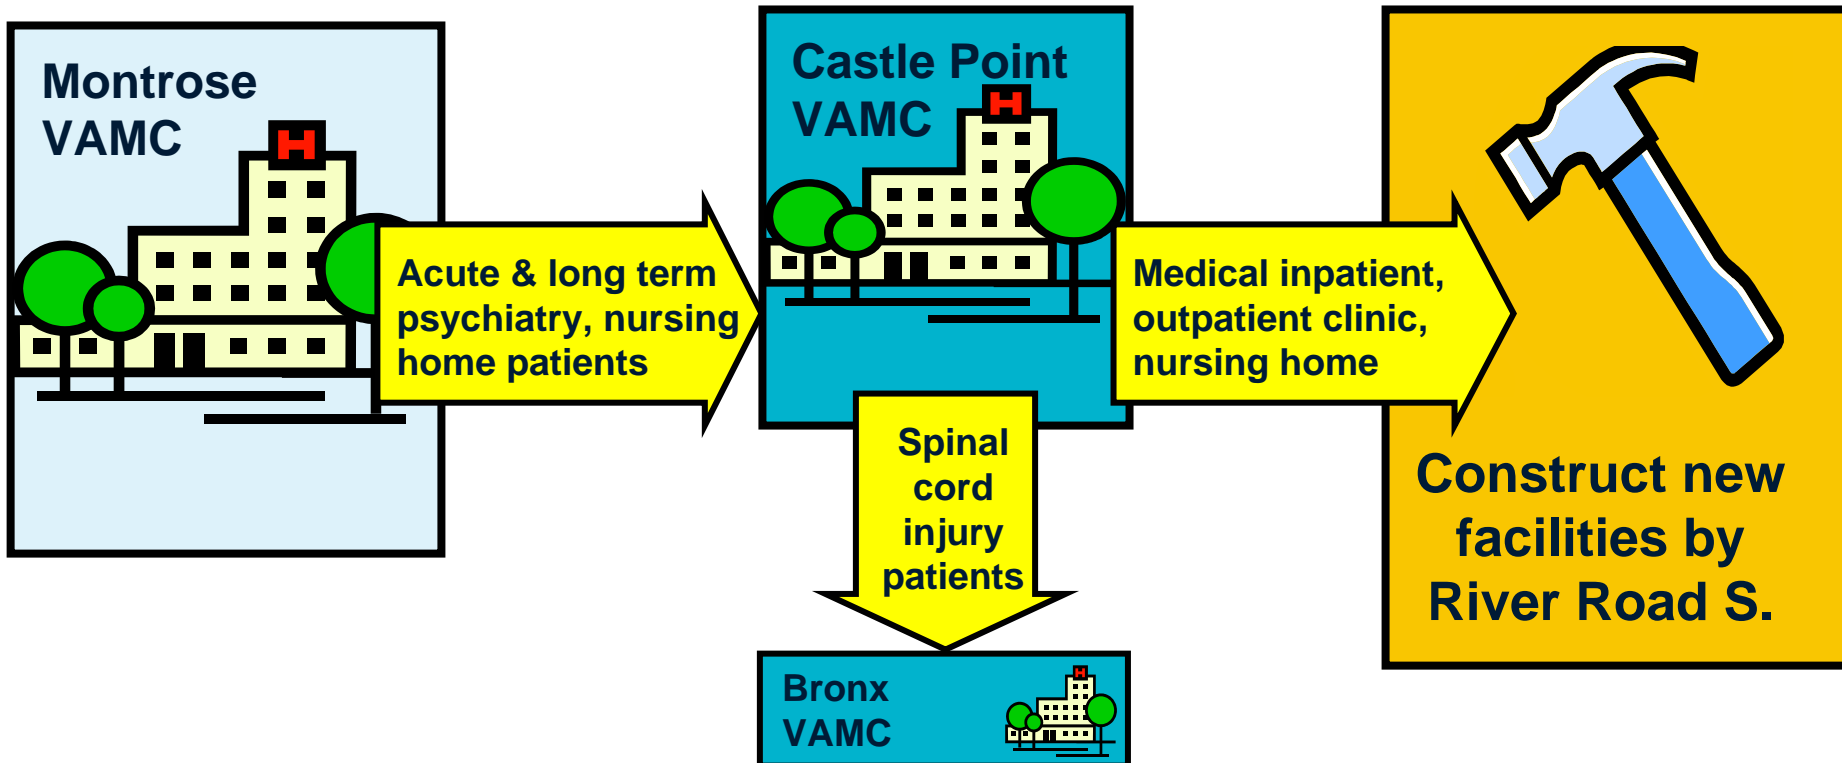 Montrose
VAMC
H
Acute & long term
psychiatry, nursing
home patients
Castle Point
VAMC
H
Medical inpatient,
outpatient clinic,
nursing home
Spinal
cord
injury
patients
Bronx
VAMC
H
Construct new
facilities by
River Road S.